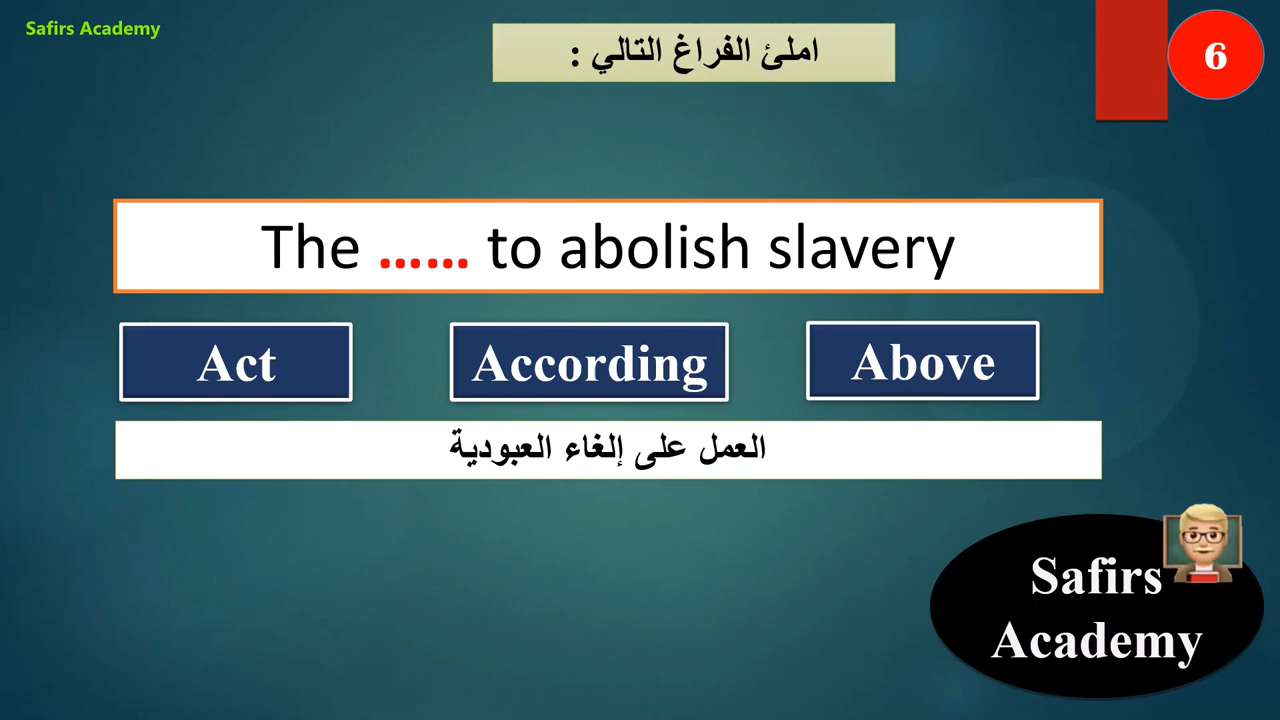 Safirs Academy
املئ الفراغ التالي :
6
The ...... to abolish slavery
Act
According
Above
العمل على إلغاء العبودية
Safirs
Academy